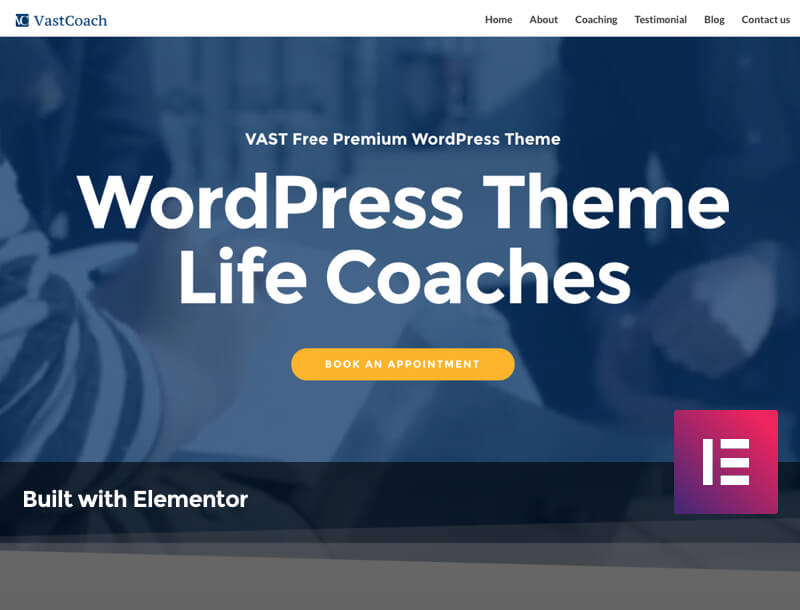 VC VastCoach
Home About Coaching Testimonial Blog Contact us
VAST Free Premium WordPress Theme
WordPress Theme
Life Coaches
BOOK AN APPOINTMENT
Built with Elementor